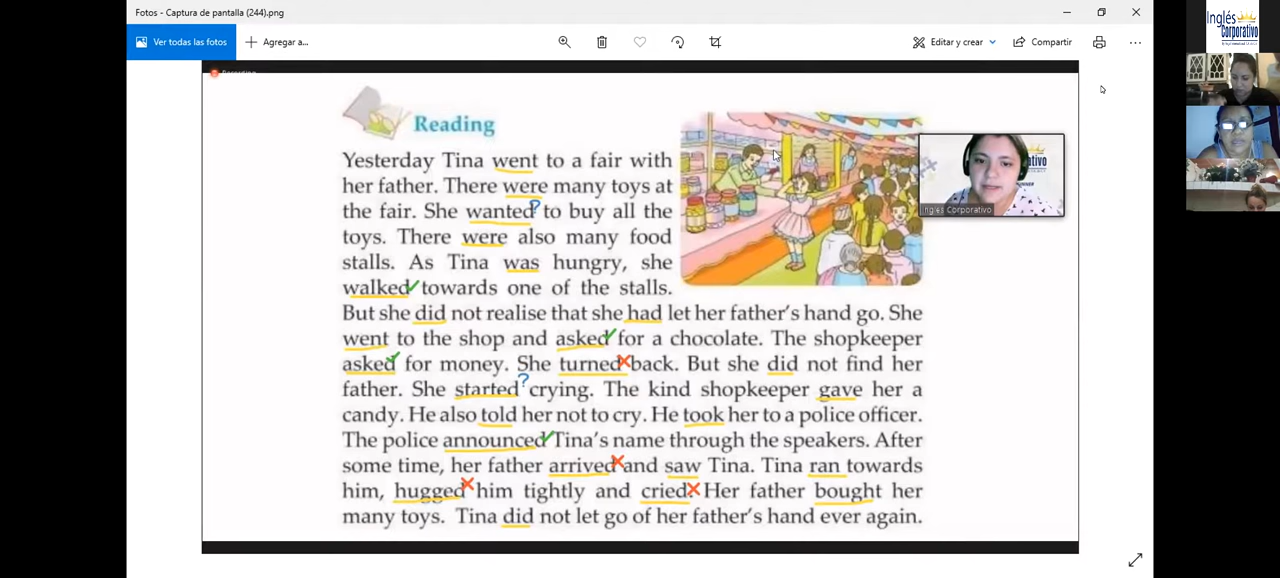 Fotos - Captura de pantalla (244).png
Ver todas las fotos
Agregar a...
Editar y crear
Compartir
Inglés
Corporativo
Recording
Reading
Yesterday Tina went to a fair with
her father. There were many toys at
the fair. She wanted? to buy all the
toys. There were also many food
stalls. As Tina was hungry, she
walked✓ towards one of the stalls.
But she did not realise that she had let her father's hand go. She
went to the shop and asked✓ for a chocolate. The shopkeeper
asked✓ for money. She turned✗ back. But she did not find her
father. She started? crying. The kind shopkeeper gave her a
candy. He also told her not to cry. He took her to a police officer.
The police announced✓ Tina's name through the speakers. After
some time, her father arrived✗ and saw Tina. Tina ran towards
him, hugged✗ him tightly and cried.✗ Her father bought her
many toys. Tina did not let go of her father's hand ever again.
Inglés Corporativo